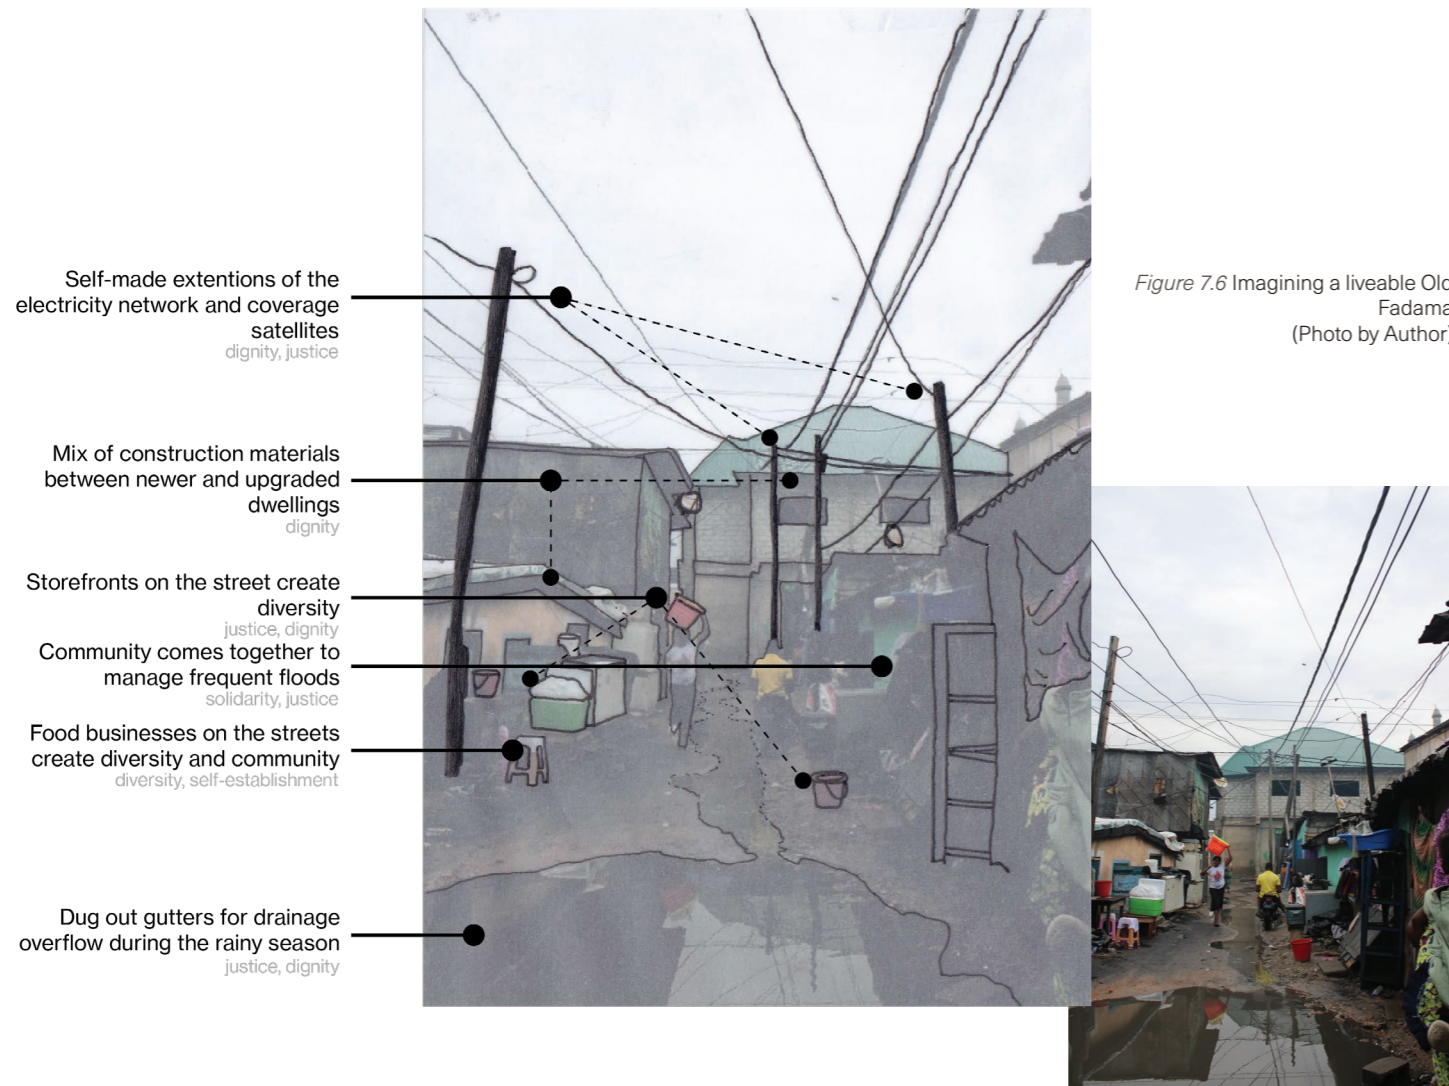 Self-made extentions of the
electricity network and coverage
satellites
dignity, justice
Mix of construction materials
between newer and upgraded
dwellings
dignity
Storefronts on the street create
diversity
justice, dignity
Community comes together to
manage frequent floods
solidarity, justice
Food businesses on the streets
create diversity and community
diversity, self-establishment
Dug out gutters for drainage
overflow during the rainy season
justice, dignity
Figure 7.6 Imagining a liveable Old
Fadama
(Photo by Author)